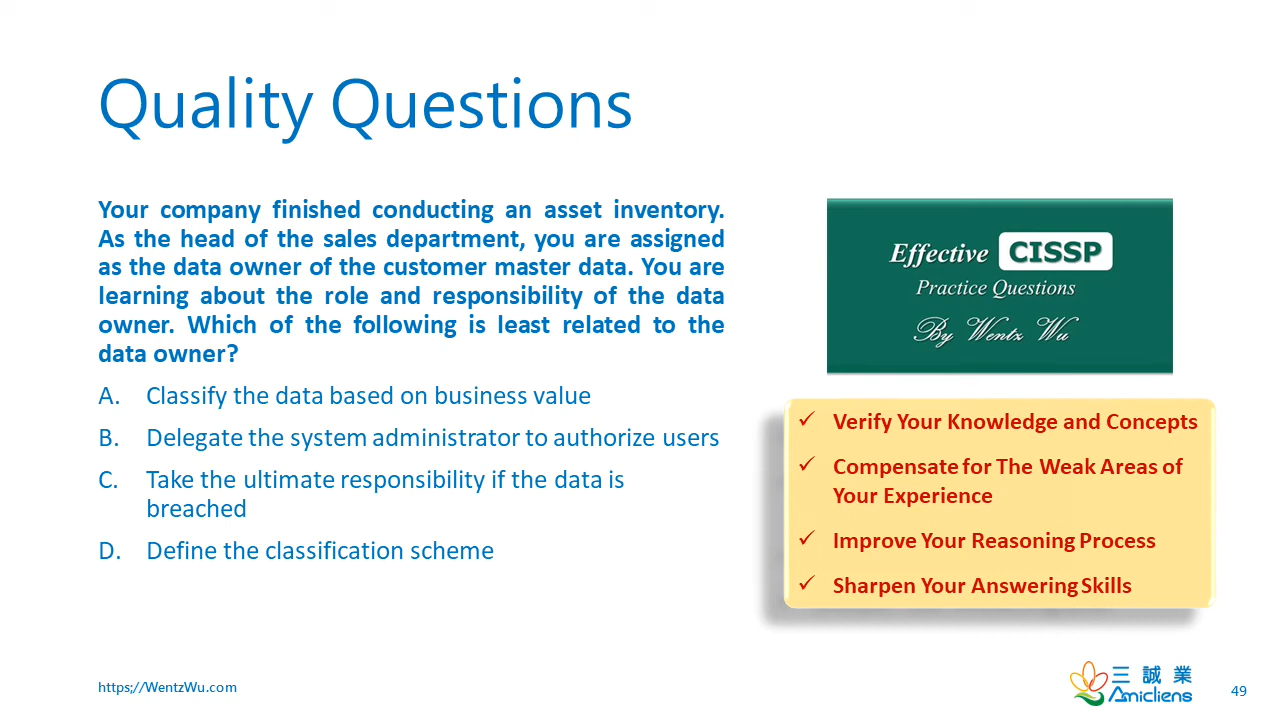 Quality Questions
Your company finished conducting an asset inventory.
As the head of the sales department, you are assigned
as the data owner of the customer master data. You are
learning about the role and responsibility of the data
owner. Which of the following is least related to the
data owner?
A. Classify the data based on business value
B. Delegate the system administrator to authorize users
C. Take the ultimate responsibility if the data is
breached
D. Define the classification scheme
Effective CISSP
Practice Questions
By Wentz Wu
✓ Verify Your Knowledge and Concepts
✓ Compensate for The Weak Areas of
Your Experience
✓ Improve Your Reasoning Process
✓ Sharpen Your Answering Skills
https;//WentzWu.com
三誠業
Amicliens
49